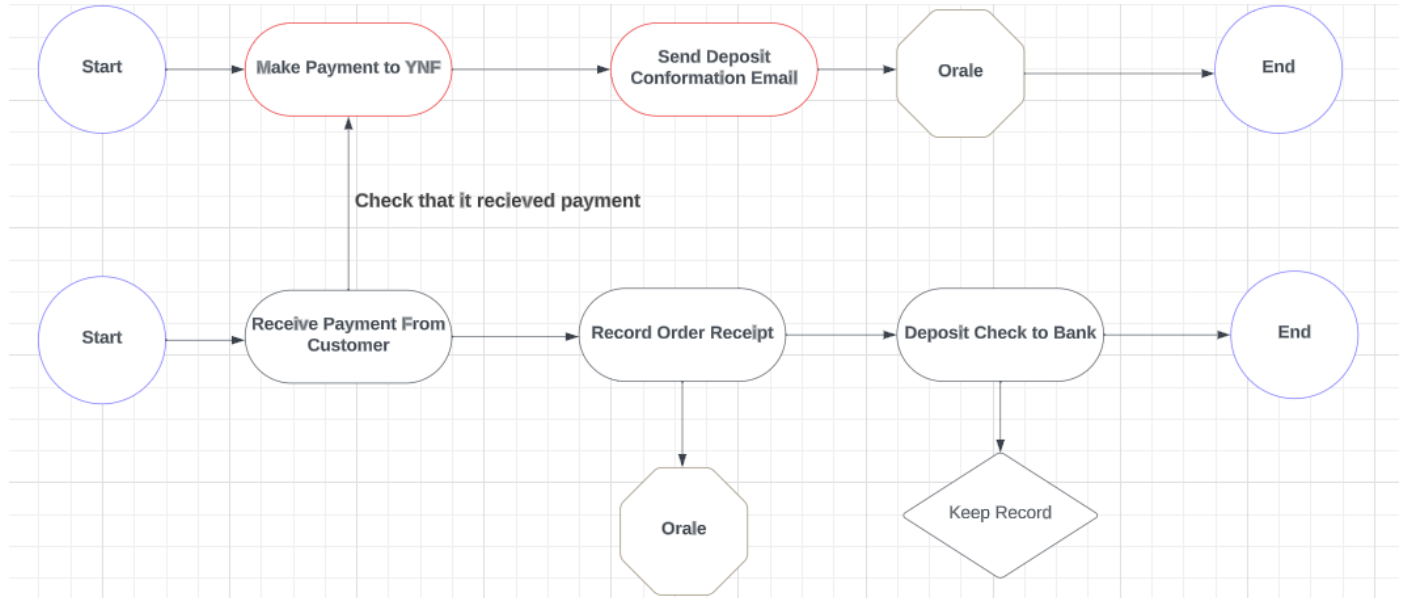 Start
Make Payment to YNF
Send Deposit
Conformation Email
Orale
End
Check that it recieved payment
Start
Receive Payment From
Customer
Record Order Receipt
Deposit Check to Bank
End
Orale
Keep Record